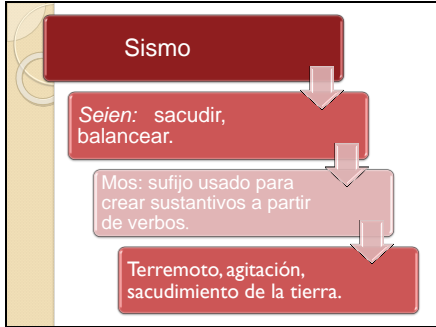 Sismo
Seien: sacudir,
balancear.
Mos: sufijo usado para
crear sustantivos a partir
de verbos.
Terremoto, agitación,
sacudimiento de la tierra.